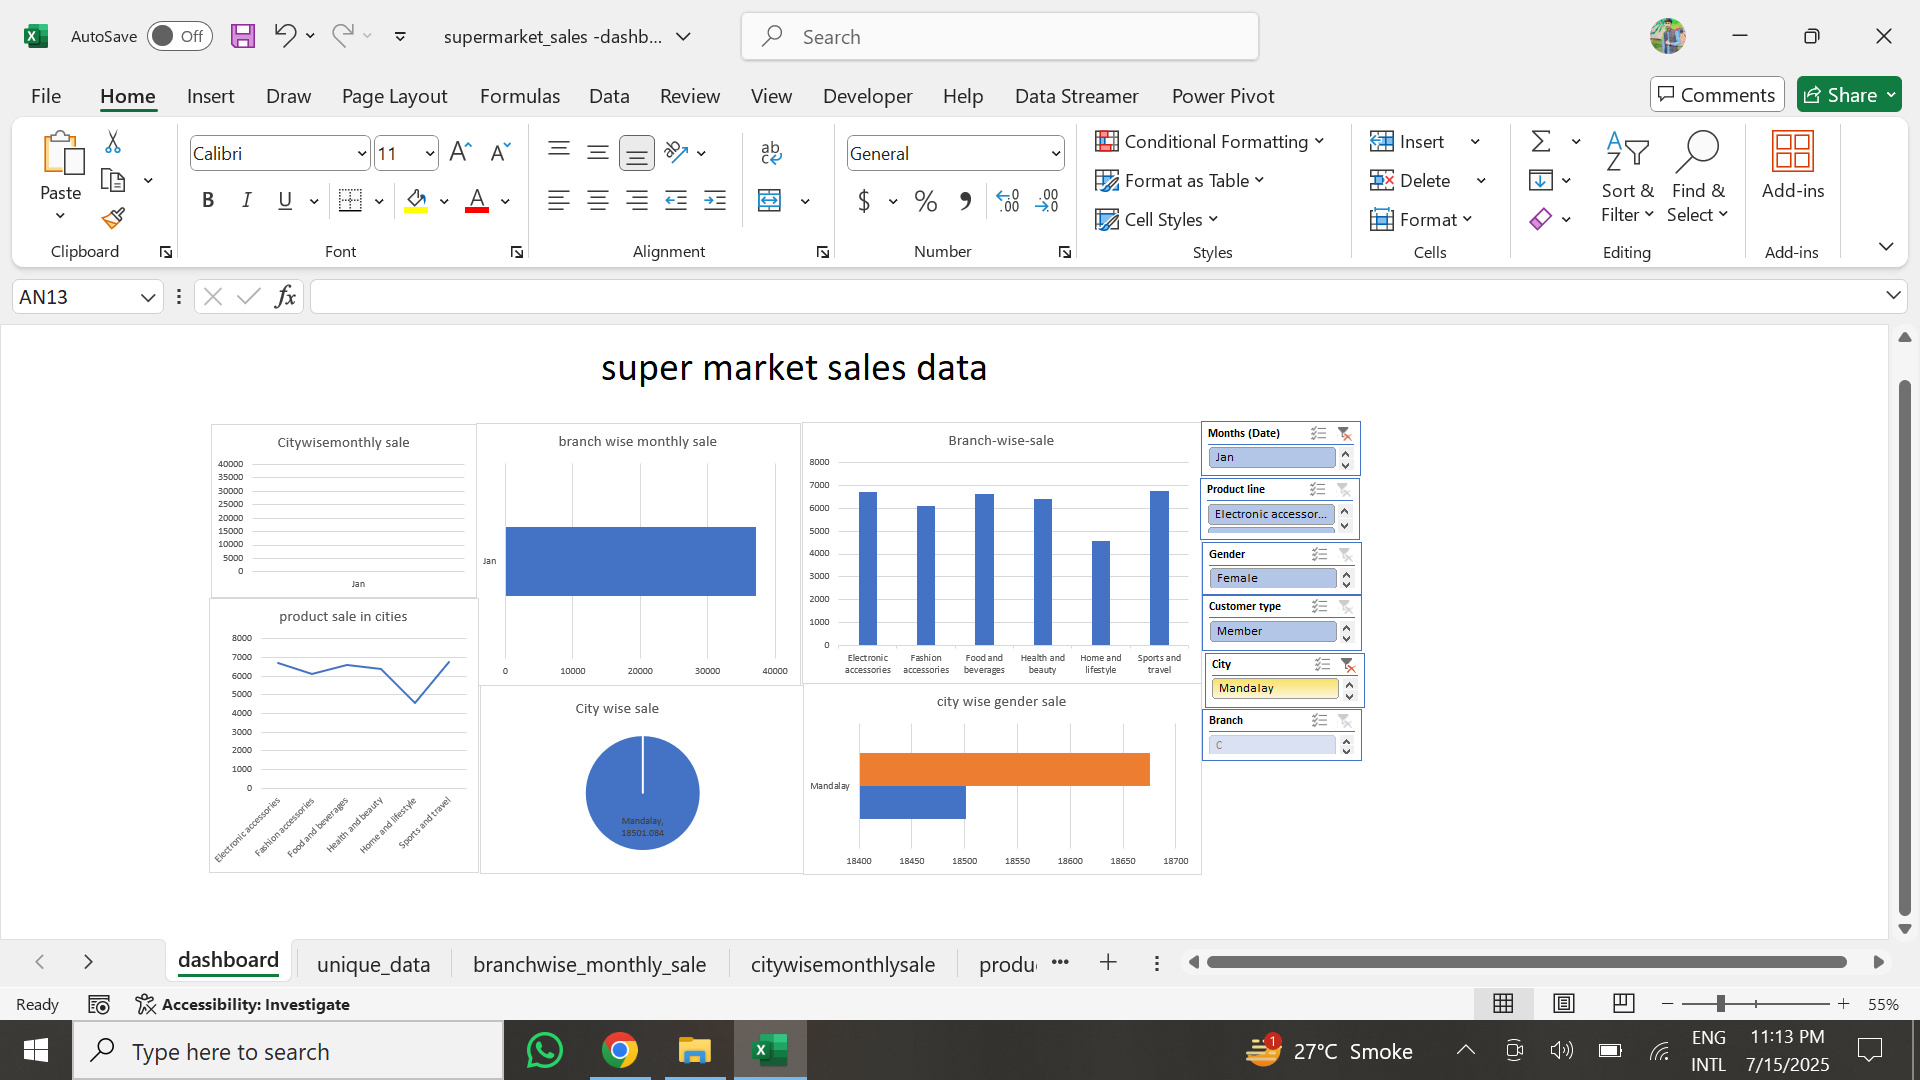 AutoSave Off supermarket_sales -dashb... Search
File Home Insert Draw Page Layout Formulas Data Review View Developer Help Data Streamer Power Pivot Comments Share
Paste
Clipboard
Calibri 11
B I U A
Font
ab
Alignment
General
$ % 9 .00 .00
Number
Conditional Formatting
Format as Table
Cell Styles
Styles
Insert
Delete
Format
Cells
Sort & Filter
Find & Select
Editing
Add-ins
Add-ins
AN13 fx
super market sales data
Citywisemonthly sale
40000
35000
30000
25000
20000
15000
10000
5000
0
Jan
branch wise monthly sale
Jan
0 10000 20000 30000 40000
Branch-wise-sale
8000
7000
6000
5000
4000
3000
2000
1000
0
Electronic accessories
Fashion accessories
Food and beverages
Health and beauty
Home and lifestyle
Sports and travel
Months (Date)
Jan
Product line
Electronic accessor...
Gender
Female
Customer type
Member
City
Mandalay
Branch
C
product sale in cities
8000
7000
6000
5000
4000
3000
2000
1000
0
Electronic accessories
Fashion accessories
Food and beverages
Health and beauty
Home and lifestyle
Sports and travel
City wise sale
Mandalay,
18501.084
city wise gender sale
Mandalay
18400 18450 18500 18550 18600 18650 18700
dashboard unique_data branchwise_monthly_sale citywisemonthlysale produ
Ready Accessibility: Investigate 55%
Type here to search 1 27°C Smoke ENG INTL 11:13 PM 7/15/2025